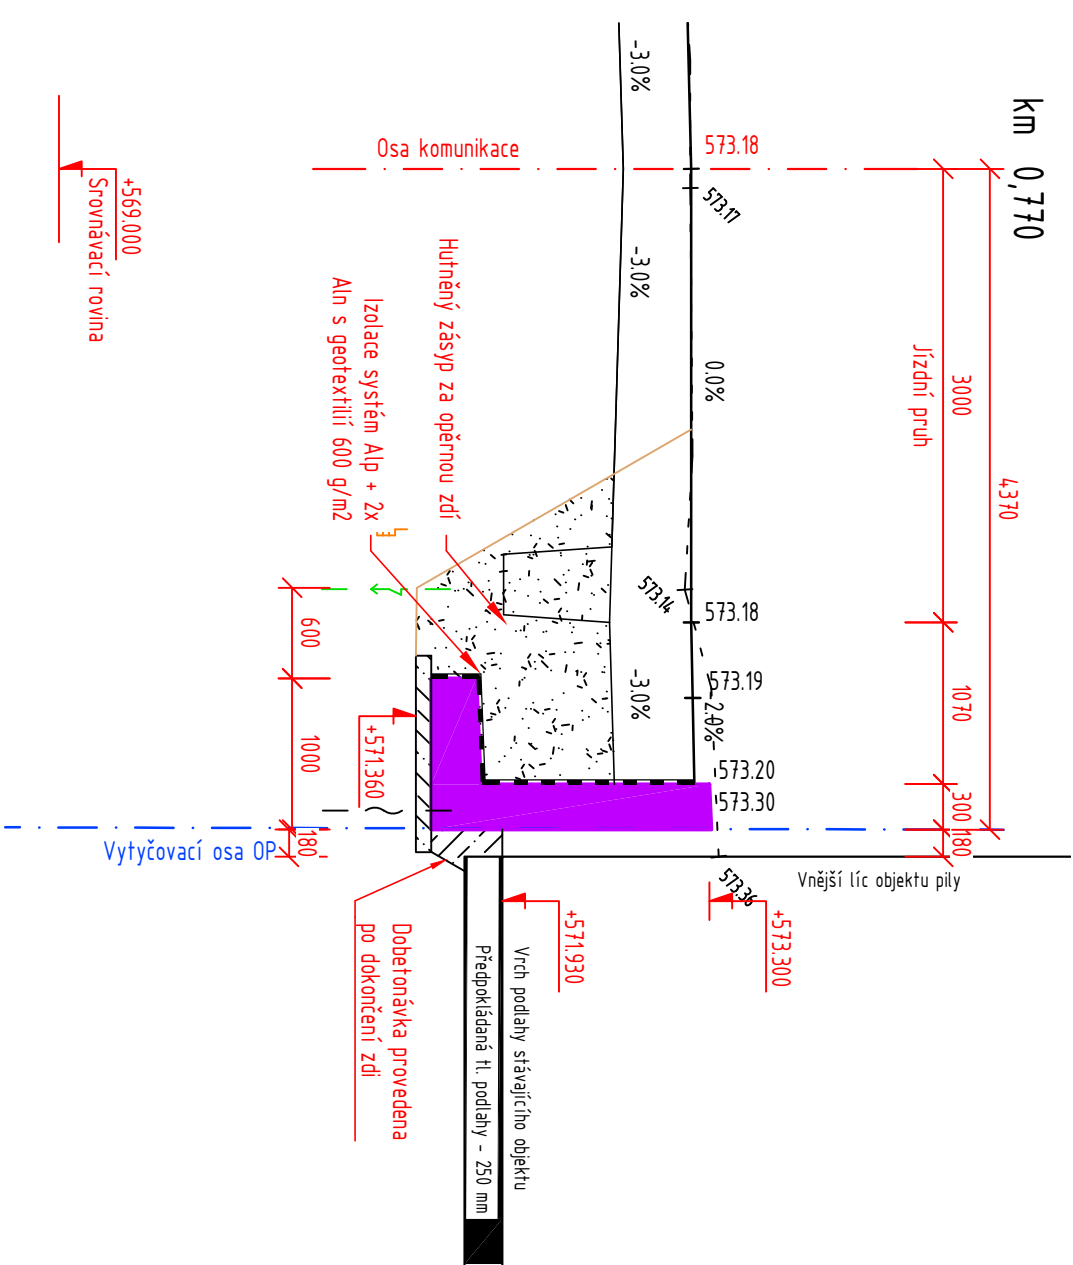 km 0,770
4370
3000
Jízdní pruh
1070
300
180
Osa komunikace
573.18
573.17
-3.0%
-3.0%
0.0%
573.14
573.18
573.19
-3.0%
2.0%
573.20
573.30
573.36
Vnější líc objektu pily
+573.300
+571.930
Vrch podlahy stávajícího objektu
Předpokládaná tl. podlahy - 250 mm
Hutněný zásyp za opěrnou zdí
Izolace systém Alp + 2x
Aln s geotextilií 600 g/m2
600
1000
180
+571.360
Vytyčovací osa OP
Dobetonávka provedena
po dokončení zdi
+569.000
Srovnávací rovina